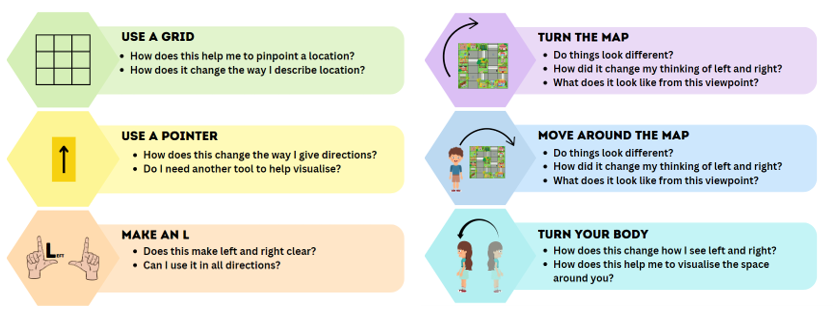 USE A GRID
• How does this help me to pinpoint a location?
• How does it change the way I describe location?
USE A POINTER
• How does this change the way I give directions?
• Do I need another tool to help visualise?
LEFT
MAKE AN L
• Does this make left and right clear?
• Can I use it in all directions?
TURN THE MAP
• Do things look different?
• How did it change my thinking of left and right?
• What does it look like from this viewpoint?
MOVE AROUND THE MAP
• Do things look different?
• How did it change my thinking of left and right?
• What does it look like from this viewpoint?
TURN YOUR BODY
• How does this change how I see left and right?
• How does this help me to visualise the space
around you?